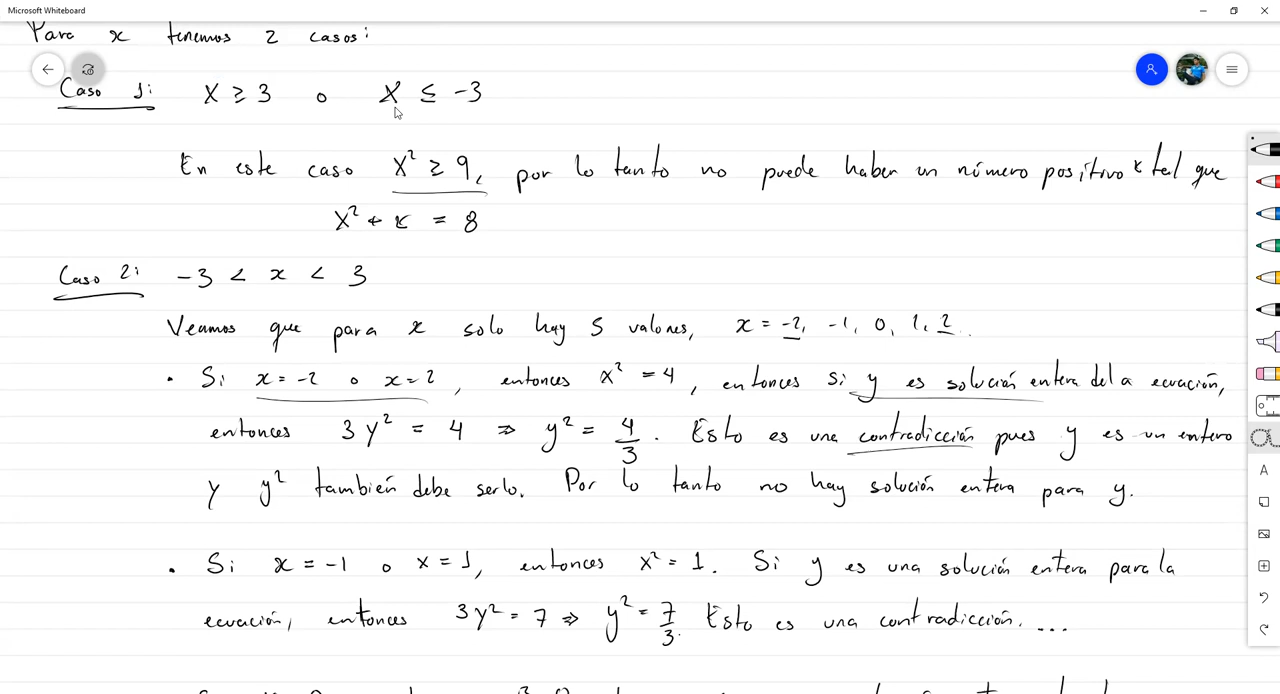 Microsoft Whiteboard
Para x tenemos 2 casos:
Caso 1: x ≥ 3 o x ≤ -3
En este caso x² ≥ 9, por lo tanto no puede haber un número positivo k tal que
x² + k = 8
Caso 2: -3 < x < 3
Veamos que para x solo hay 5 valores, x = -2, -1, 0, 1, 2.
• Si x = -2 o x = 2, entonces x² = 4, entonces si y es solución entera de la ecuación,
entonces 3y² = 4 ⇒ y² = 4/3. Esto es una contradicción pues y es un entero
y y² también debe serlo. Por lo tanto no hay solución entera para y.
• Si x = -1 o x = 1, entonces x² = 1. Si y es una solución entera para la
ecuación, entonces 3y² = 7 ⇒ y² = 7/3. Esto es una contradicción. ...